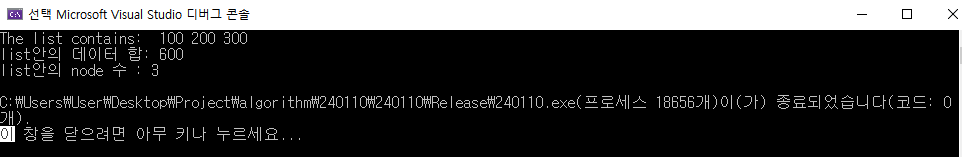 선택 Microsoft Visual Studio 디버그 콘솔
The list contains:  100 200 300
list안의 데이터 합: 600
list안의 node 수 : 3
C:₩Users₩User₩Desktop₩Project₩algorithm₩240110₩240110₩Release₩240110.exe(프로세스 18656개)이(가) 종료되었습니다(코드: 0
개).
이 창을 닫으려면 아무 키나 누르세요...